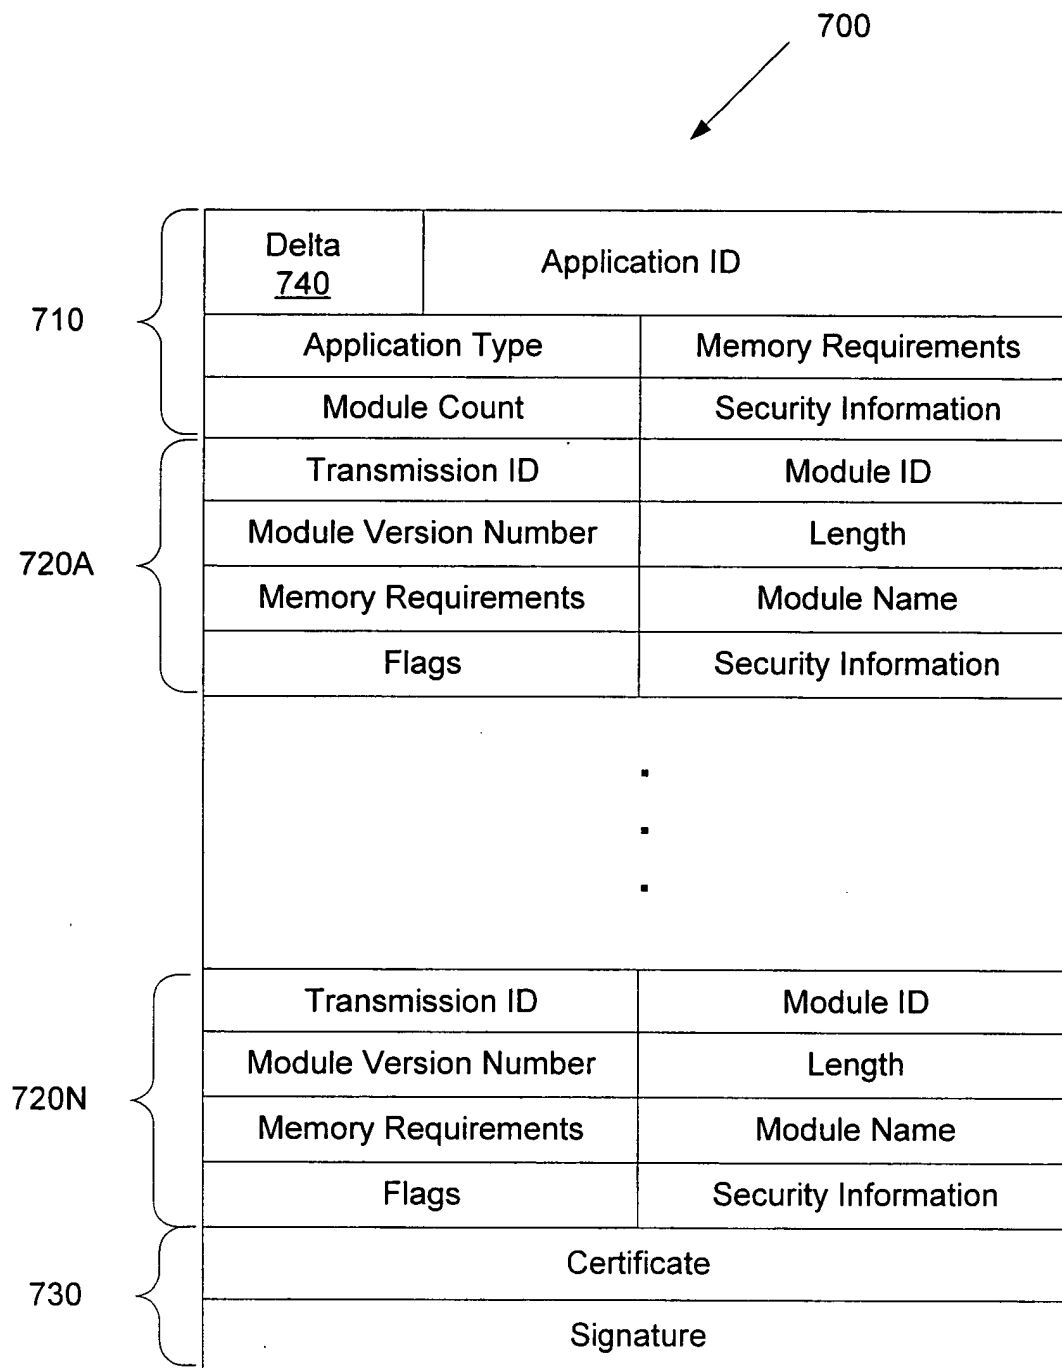 700
Delta
740
Application ID
710
Application Type
Memory Requirements
Module Count
Security Information
Transmission ID
Module ID
Module Version Number
Length
720A
Memory Requirements
Module Name
Flags
Security Information
Transmission ID
Module ID
Module Version Number
Length
720N
Memory Requirements
Module Name
Flags
Security Information
Certificate
730
Signature